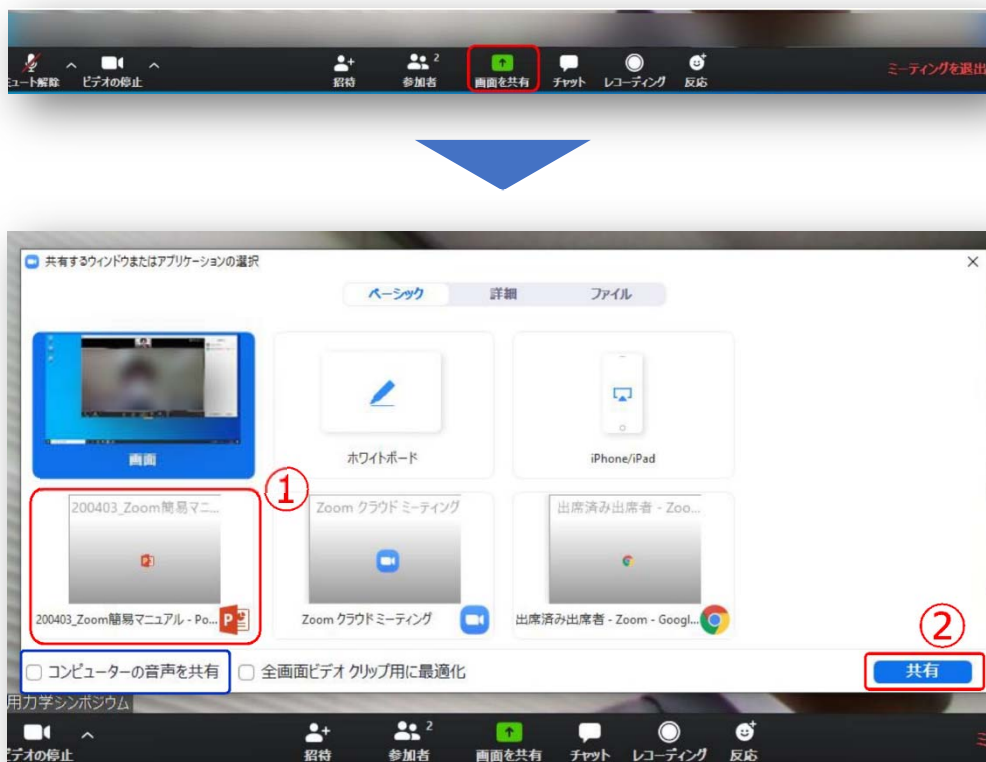 ミュート解除 ビデオの停止 招待 参加者 2 画面を共有 チャット レコーディング 反応 ミーティングを退出
共有するウィンドウまたはアプリケーションの選択
ベーシック 詳細 ファイル
画面 ホワイトボード iPhone/iPad
①
200403_Zoom簡易マニ... Zoom クラウド ミーティング 出席済み出席者 - Zoo...
200403_Zoom簡易マニュアル - Po... Zoom クラウド ミーティング 出席済み出席者 - Zoom - Googl...
②
コンピューターの音声を共有 全画面ビデオ クリップ用に最適化 共有
用力学シンポジウム
ビデオの停止 招待 参加者 2 画面を共有 チャット レコーディング 反応 ミ